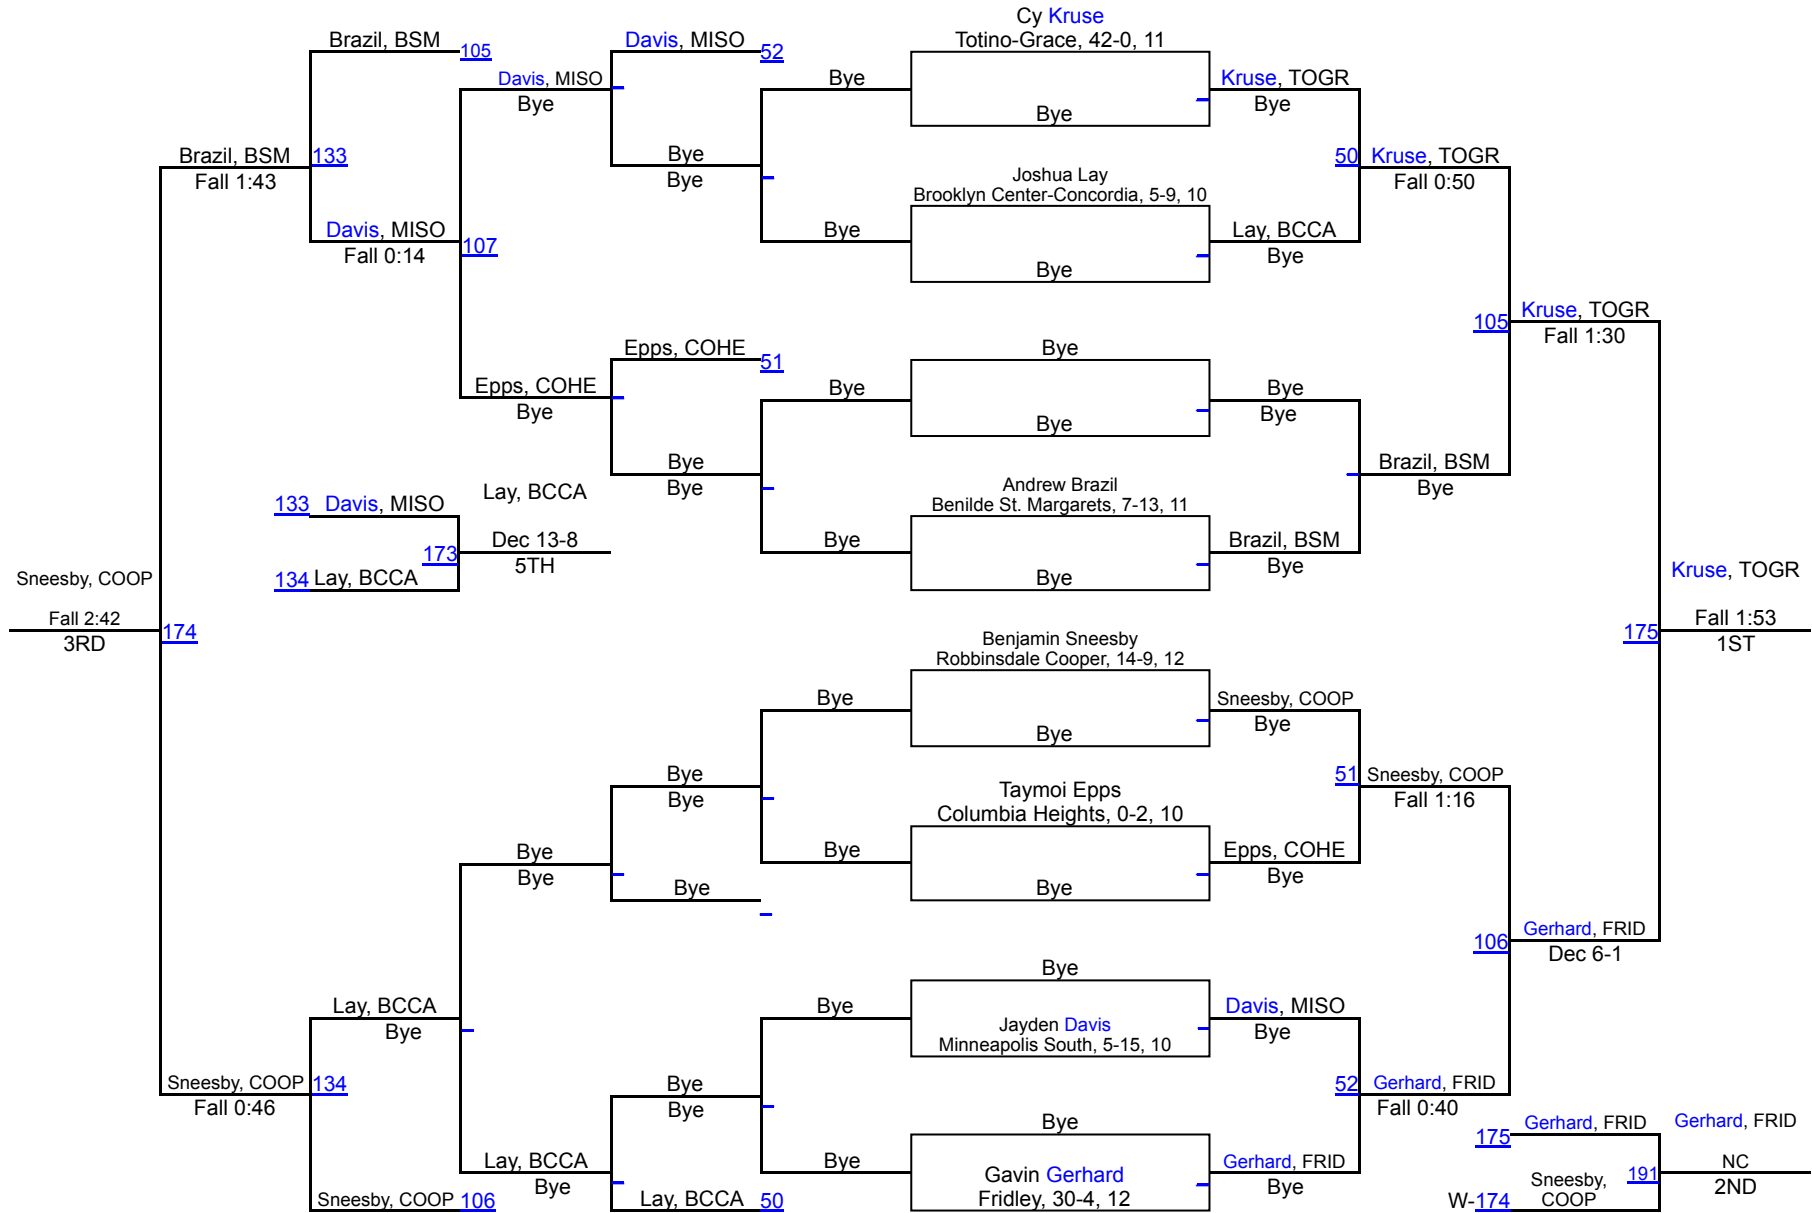 Cy Kruse
Totino-Grace, 42-0, 11
Brazil, BSM
105
Davis, MISO
52
Davis, MISO
Bye
Bye
Bye
Kruse, TOGR
Bye
Brazil, BSM
133
Fall 1:43
Bye
Bye
50
Kruse, TOGR
Fall 0:50
Joshua Lay
Brooklyn Center-Concordia, 5-9, 10
Davis, MISO
107
Fall 0:14
Bye
Bye
Lay, BCCA
Bye
105
Kruse, TOGR
Fall 1:30
Epps, COHE
51
Bye
Epps, COHE
Bye
Bye
Bye
Bye
Bye
Bye
Bye
Brazil, BSM
Bye
133 Davis, MISO
Lay, BCCA
Andrew Brazil
Benilde St. Margarets, 7-13, 11
173
Dec 13-8
5TH
134 Lay, BCCA
Bye
Bye
Brazil, BSM
Bye
Sneesby, COOP
Fall 2:42
3RD
174
Kruse, TOGR
175
Fall 1:53
1ST
Benjamin Sneesby
Robbinsdale Cooper, 14-9, 12
Bye
Bye
Sneesby, COOP
Bye
Bye
Bye
51
Sneesby, COOP
Fall 1:16
Taymoi Epps
Columbia Heights, 0-2, 10
Bye
Bye
Bye
Bye
Bye
Epps, COHE
Bye
106
Gerhard, FRID
Dec 6-1
Bye
Lay, BCCA
Bye
Bye
Jayden Davis
Minneapolis South, 5-15, 10
Davis, MISO
Bye
Sneesby, COOP
134
Fall 0:46
Bye
Bye
52
Gerhard, FRID
Fall 0:40
Bye
175
Gerhard, FRID
Gerhard, FRID
Lay, BCCA
Bye
Bye
Gavin Gerhard
Fridley, 30-4, 12
Gerhard, FRID
Bye
191
NC
2ND
Sneesby, COOP 106
Lay, BCCA 50
W-174
Sneesby,
COOP